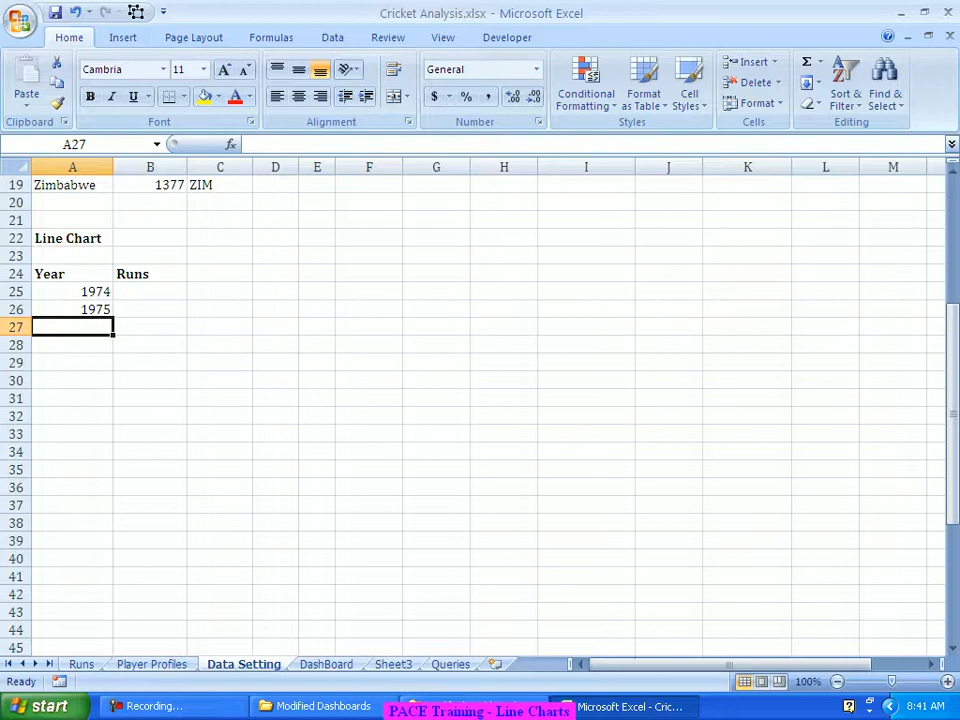 Cricket Analysis.xlsx - Microsoft Excel
Home Insert Page Layout Formulas Data Review View Developer
Paste Cambria 11 A A General Conditional Formatting Format as Table Cell Styles Insert Delete Format Σ Sort & Filter Find & Select
B I U A $ % ,
Clipboard Font Alignment Number Styles Cells Editing
A27 fx
A B C D E F G H I J K L M
19 Zimbabwe 1377 ZIM
20
21
22 Line Chart
23
24 Year Runs
25 1974
26 1975
27
28
29
30
31
32
33
34
35
36
37
38
39
40
41
42
43
44
45
Runs Player Profiles Data Setting DashBoard Sheet3 Queries
Ready 100%
start Recording... Modified Dashboards Microsoft Excel - Cric... 8:41 AM
PACE Training - Line Charts